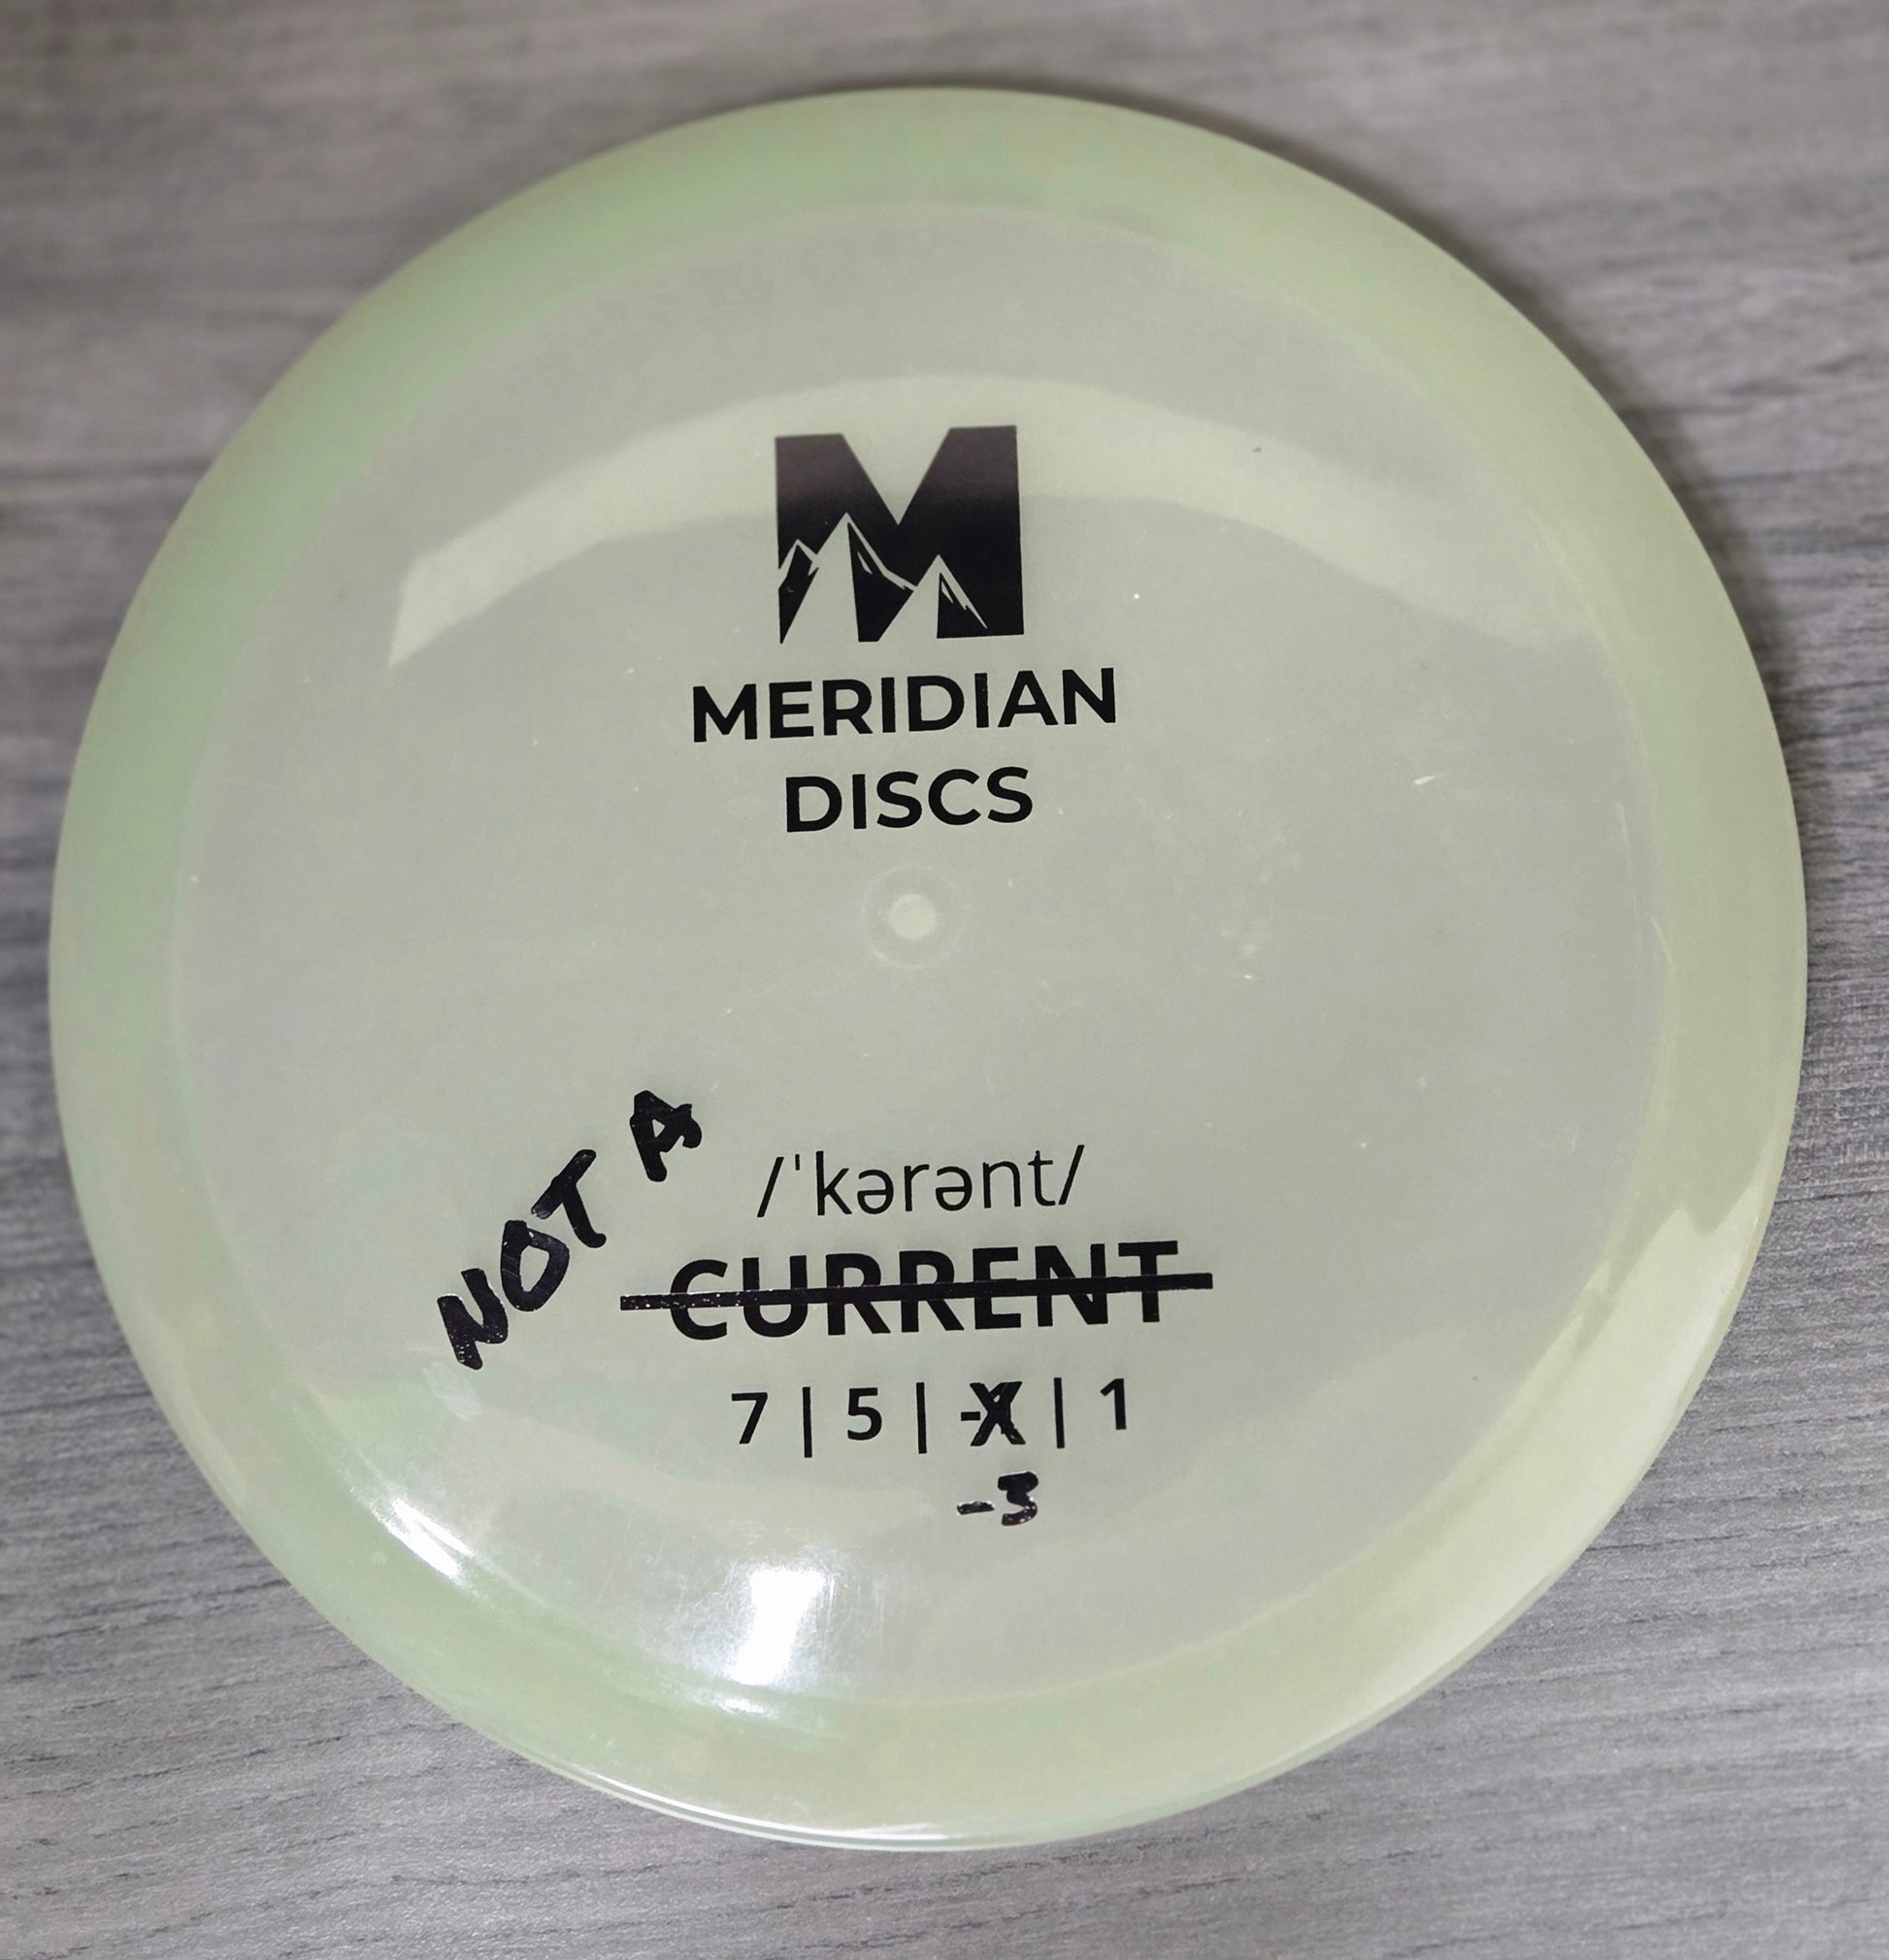 M
MERIDIAN
DISCS
NOT A
/ˈkərənt/
CURRENT
7 | 5 | -X | 1
-3